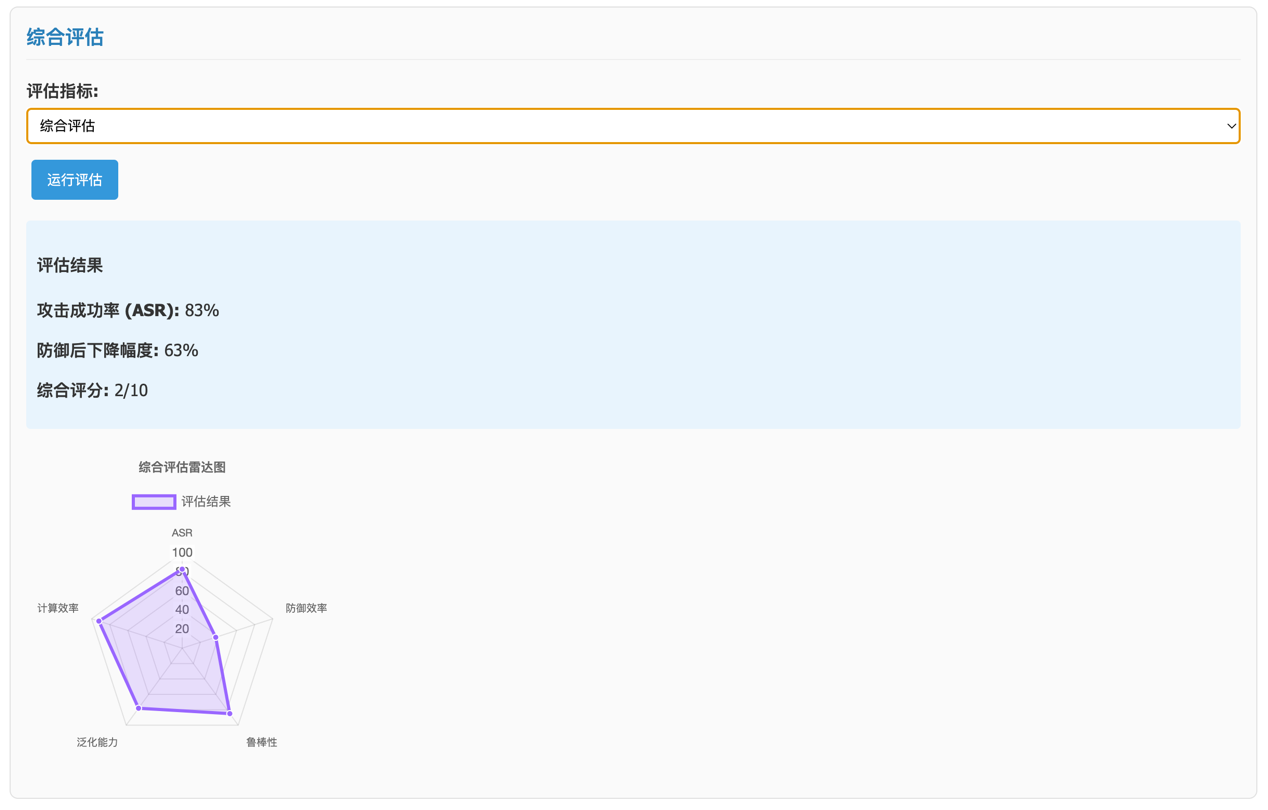 综合评估
评估指标:
综合评估
运行评估
评估结果
攻击成功率 (ASR): 83%
防御后下降幅度: 63%
综合评分: 2/10
综合评估雷达图
评估结果
ASR
100
80
60
40
20
计算效率
防御效率
泛化能力
鲁棒性